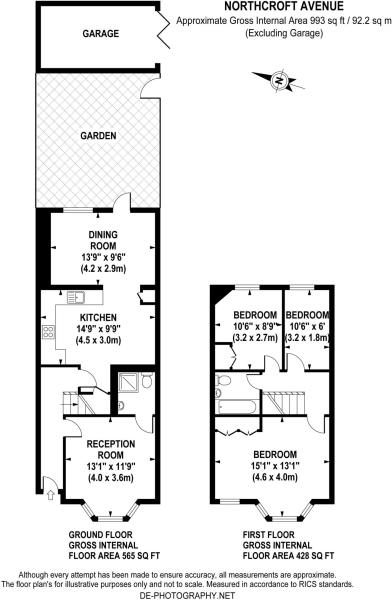 NORTHCROFT AVENUE
Approximate Gross Internal Area 993 sq ft / 92.2 sq m
(Excluding Garage)
GARAGE
N
GARDEN
DINING
ROOM
13'9" x 9'6"
(4.2 x 2.9m)
KITCHEN
14'9" x 9'9"
(4.5 x 3.0m)
RECEPTION
ROOM
13'1" x 11'9"
(4.0 x 3.6m)
BEDROOM
10'6" x 8'9"
(3.2 x 2.7m)
BEDROOM
10'6" x 6'
(3.2 x 1.8m)
BEDROOM
15'1" x 13'1"
(4.6 x 4.0m)
GROUND FLOOR
GROSS INTERNAL
FLOOR AREA 565 SQ FT
FIRST FLOOR
GROSS INTERNAL
FLOOR AREA 428 SQ FT
Although every attempt has been made to ensure accuracy, all measurements are approximate.
The floor plan's for illustrative purposes only and not to scale. Measured in accordance to RICS standards.
DE-PHOTOGRAPHY.NET